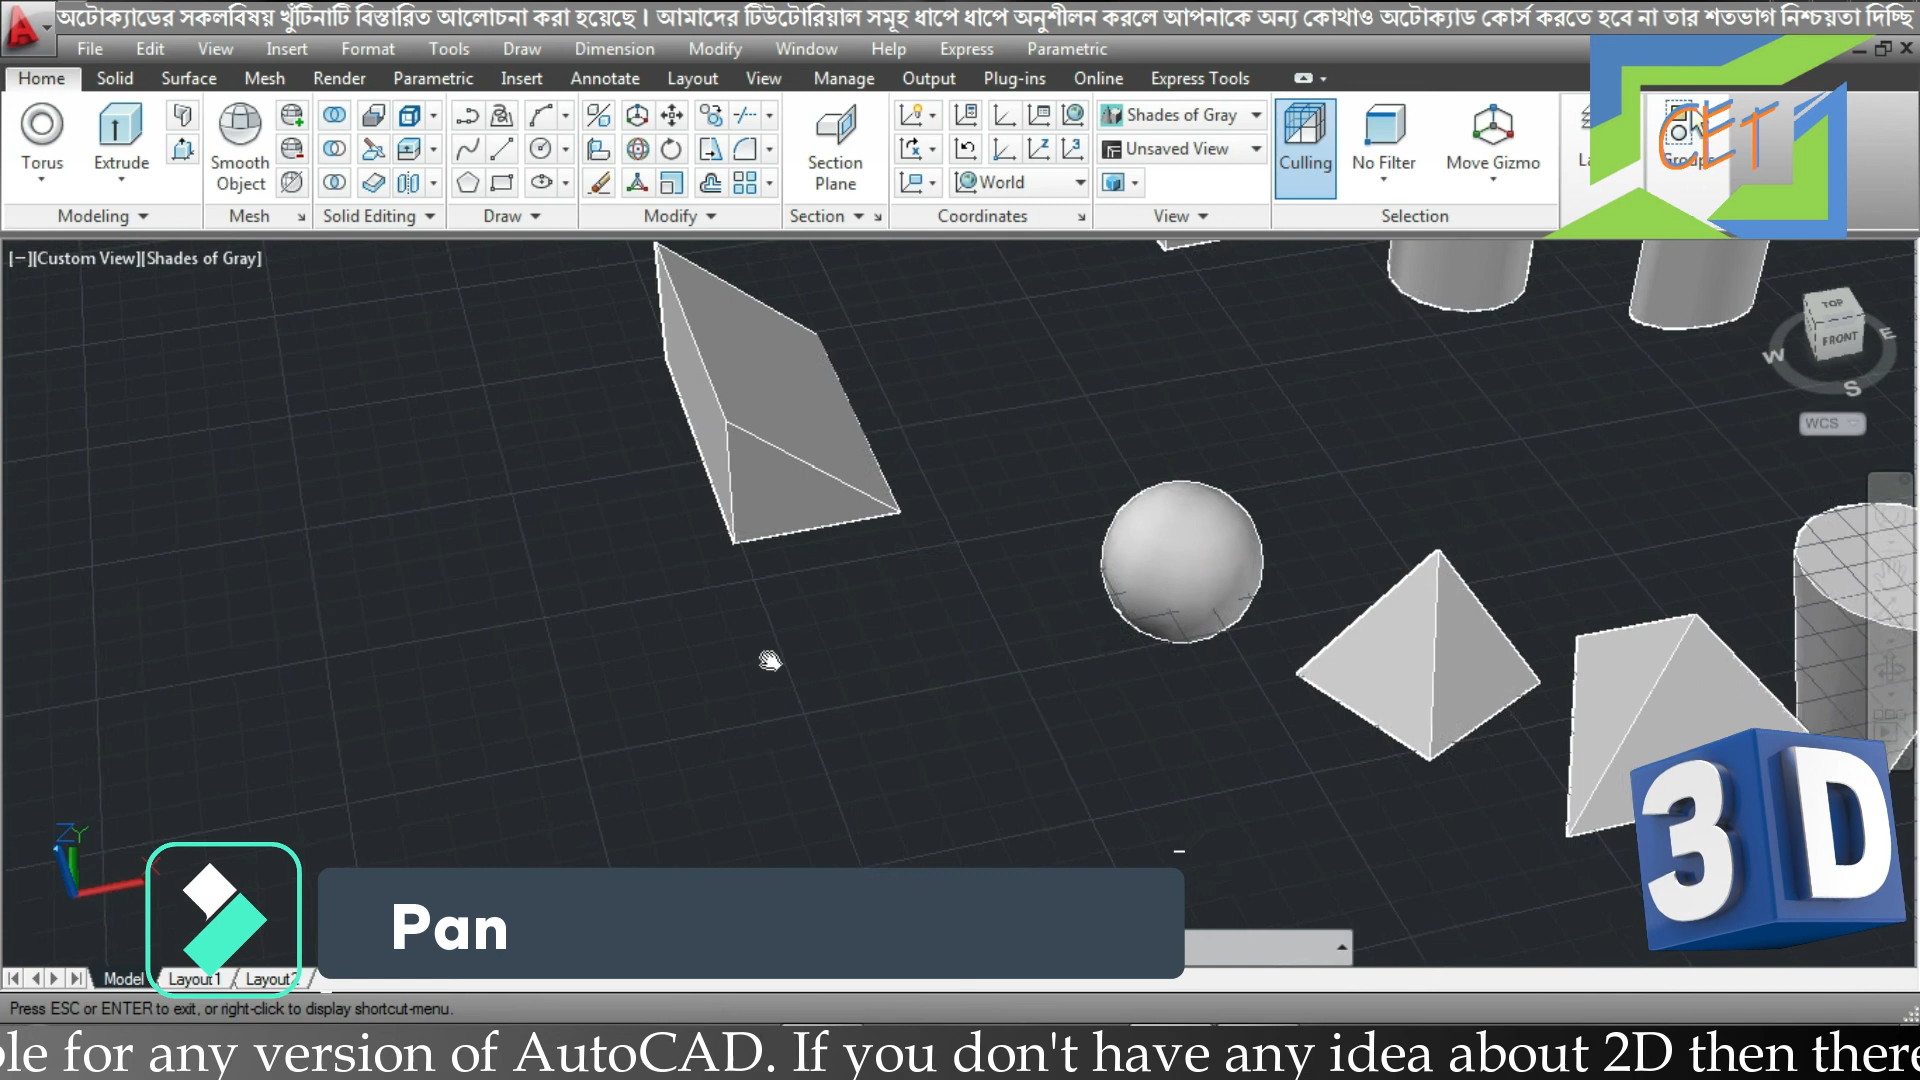 অটোক্যাডের সকলবিষয় খুঁটিনাটি বিস্তারিত আলোচনা করা হয়েছে। আমাদের টিউটোরিয়াল সমূহ ধাপে ধাপে অনুশীলন করলে আপনাকে অন্য কোথাও অটোক্যাড কোর্স করতে হবে না তার শতভাগ নিশ্চয়তা দিচ্ছি
File Edit View Insert Format Tools Draw Dimension Modify Window Help Express Parametric
Home Solid Surface Mesh Render Parametric Insert Annotate Layout View Manage Output Plug-ins Online Express Tools
Shades of Gray
Unsaved View
World
Torus Extrude Smooth Object Section Plane Culling No Filter Move Gizmo
CET
Modeling Mesh Solid Editing Draw Modify Section Coordinates View Selection
[−][Custom View][Shades of Gray]
TOP
FRONT
W S E
WCS
3D
Z Y
Pan
Model Layout1 Layout2
Press ESC or ENTER to exit, or right-click to display shortcut-menu.
for any version of AutoCAD. If you don't have any idea about 2D then